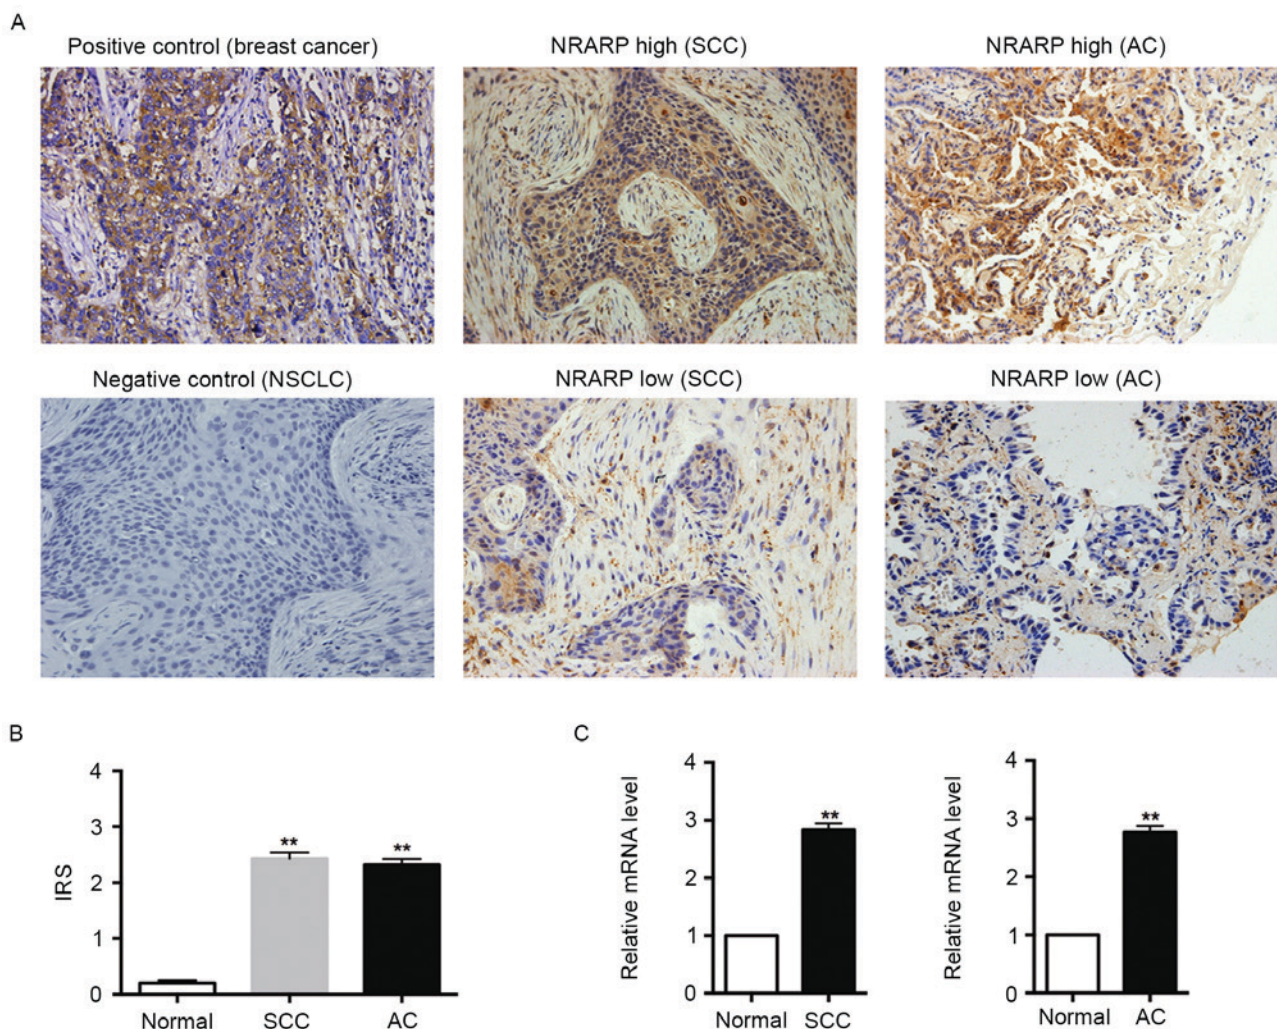 A
Positive control (breast cancer)
NRARP high (SCC)
NRARP high (AC)
Negative control (NSCLC)
NRARP low (SCC)
NRARP low (AC)
B
IRS
4
3
2
1
0
**
**
Normal
SCC
AC
C
Relative mRNA level
4
3
2
1
0
**
Normal
SCC
Relative mRNA level
4
3
2
1
0
**
Normal
AC